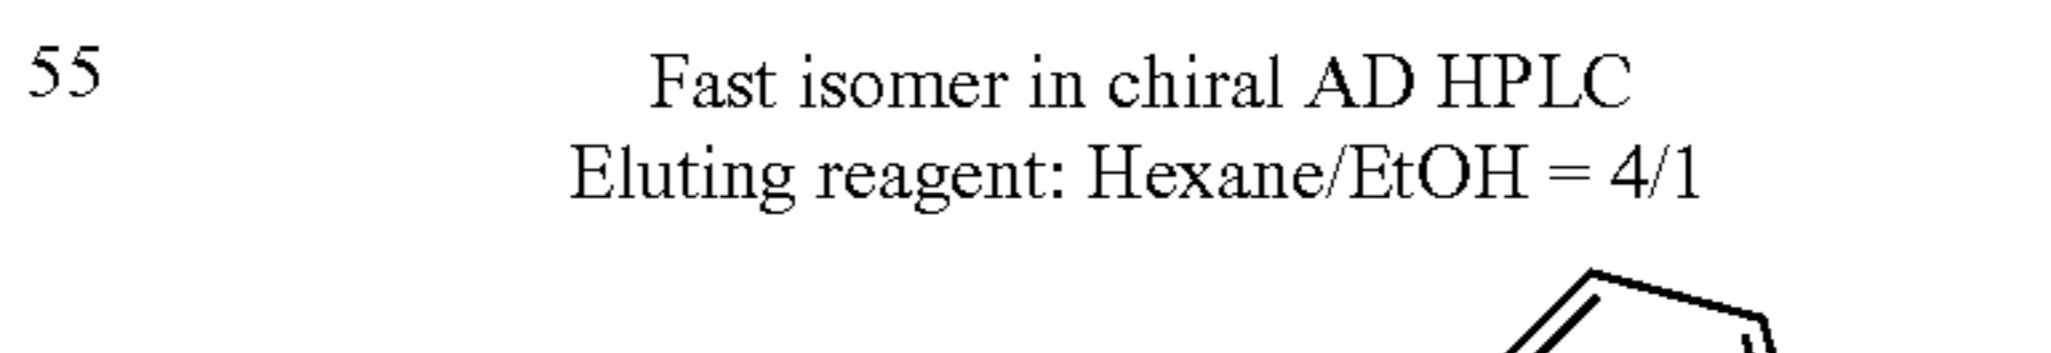 55
Fast isomer in chiral AD HPLC
Eluting reagent: Hexane/EtOH = 4/1